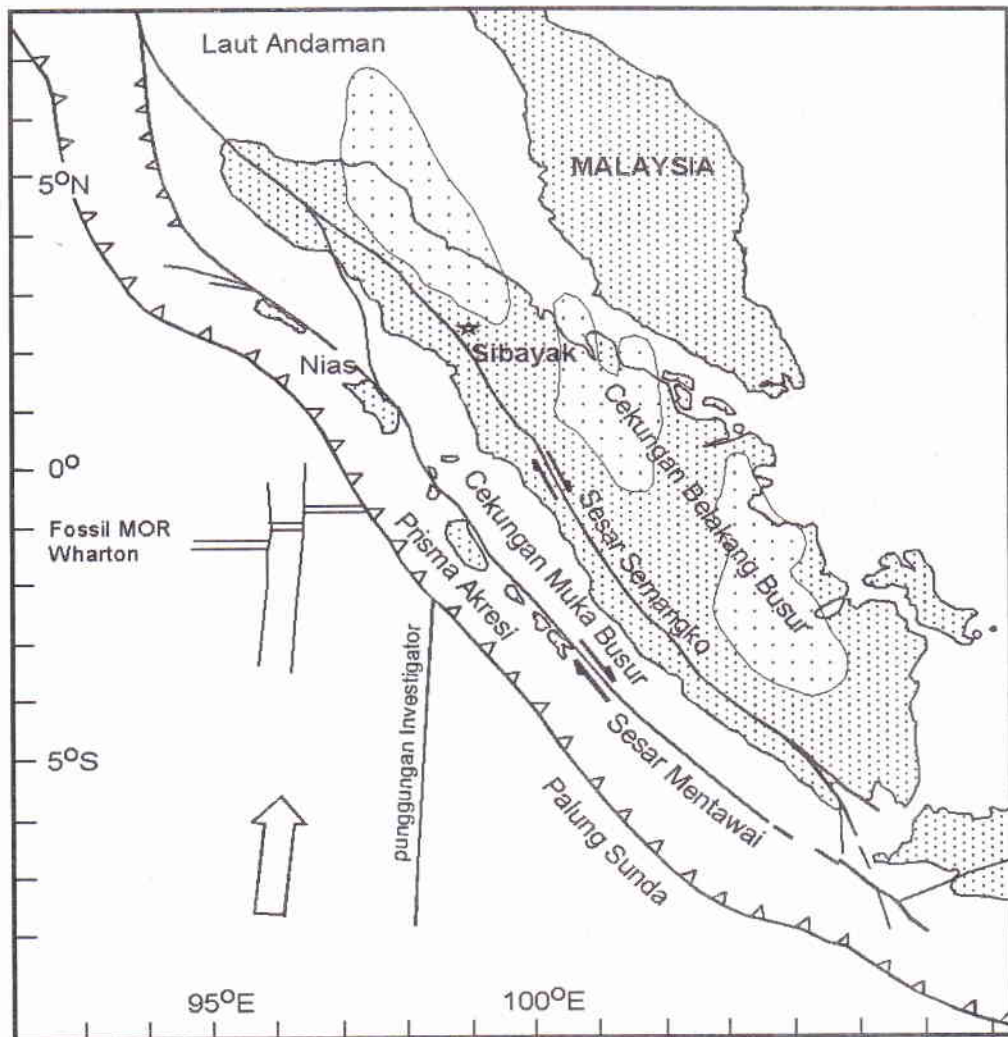 Laut Andaman
MALAYSIA
5°N
Sibayak
Nias
Cekungan Belakang Busur
0°
Cekungan Muka Busur
Sesar Semangko
Fossil MOR
Wharton
Prisma Akresi
punggungan Investigator
Sesar Mentawai
5°S
Palung Sunda
95°E
100°E